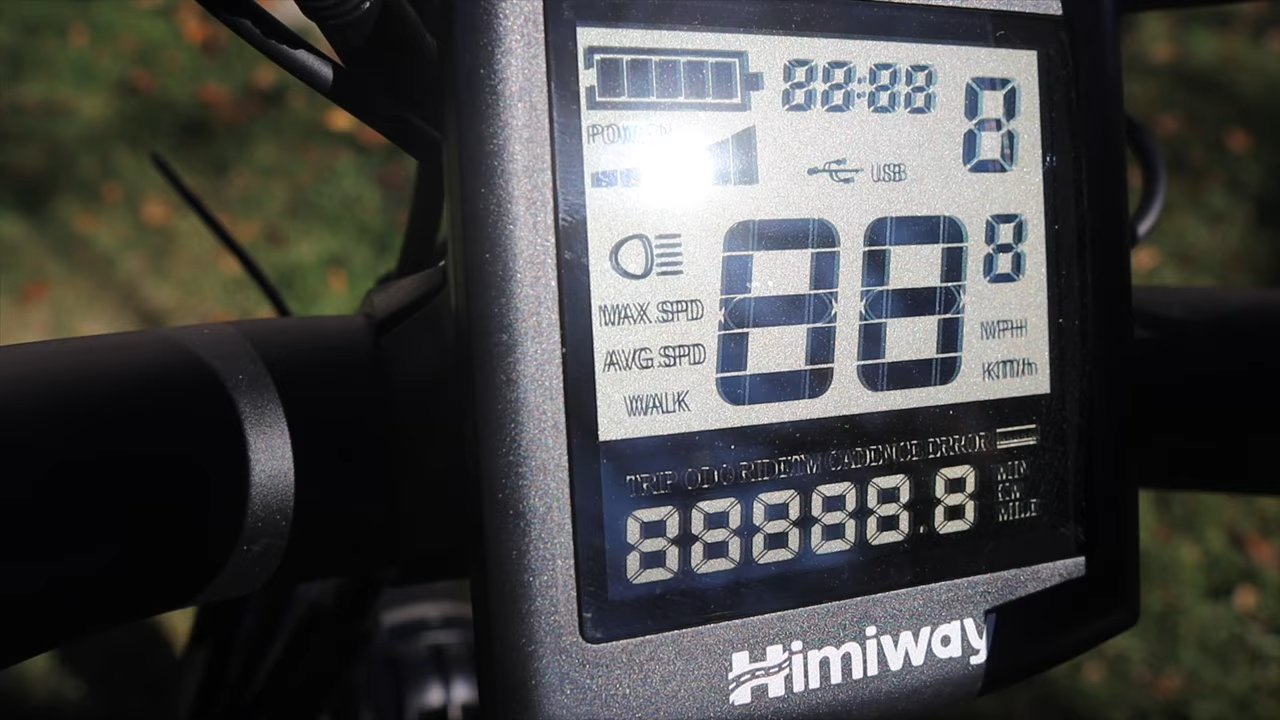 88:88
8
POWER
USB
88
8
MAX SPD
AVG SPD
WALK
MPH
KM/h
TRIP ODO RIDETM CADENCE ERROR
88888.8
MIN
KM
MILE
Himiway